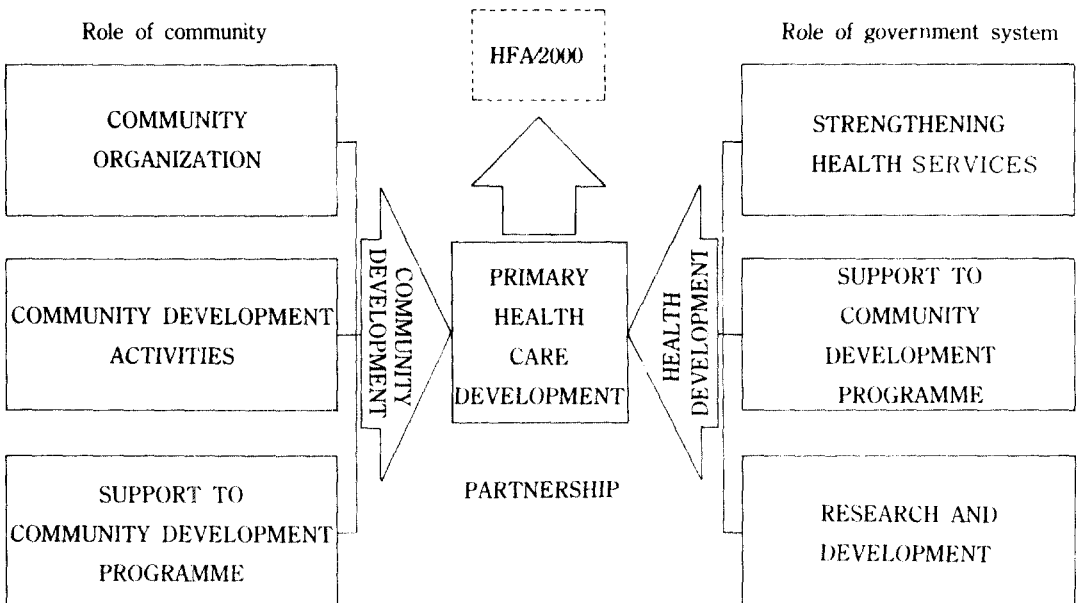 Role of community
HFA/2000
Role of government system
COMMUNITY
ORGANIZATION
COMMUNITY DEVELOPMENT
ACTIVITIES
SUPPORT TO
COMMUNITY DEVELOPMENT
PROGRAMME
COMMUNITY
DEVELOPMENT
PRIMARY
HEALTH
CARE
DEVELOPMENT
PARTNERSHIP
HEALTH
DEVELOPMENT
STRENGTHENING
HEALTH SERVICES
SUPPORT TO
COMMUNITY
DEVELOPMENT
PROGRAMME
RESEARCH AND
DEVELOPMENT